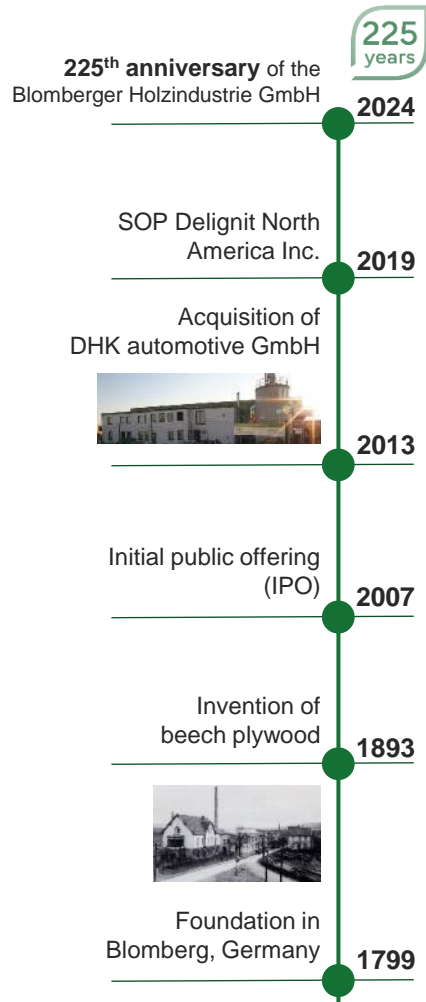 225
years
225th anniversary of the
Blomberger Holzindustrie GmbH
2024
SOP Delignit North
America Inc.
2019
Acquisition of
DHK automotive GmbH
2013
Initial public offering
(IPO)
2007
Invention of
beech plywood
1893
Foundation in
Blomberg, Germany
1799